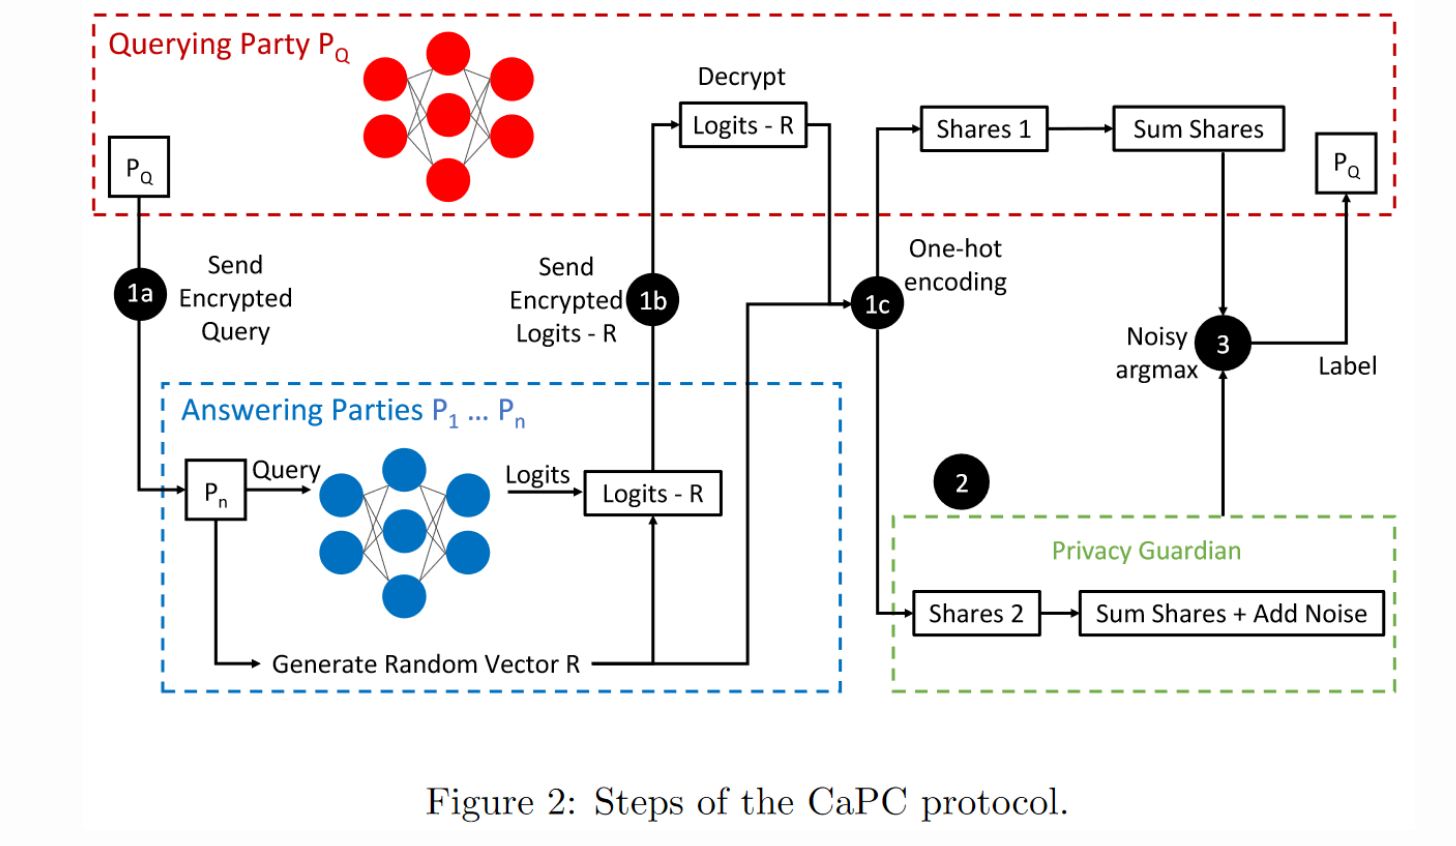 Querying Party P_Q
Decrypt
Logits - R
Shares 1
Sum Shares
P_Q
P_Q
1a
Send
Encrypted
Query
Send
Encrypted
Logits - R
1b
One-hot
encoding
1c
Noisy
argmax
3
Label
Answering Parties P_1 ... P_n
P_n
Query
Logits
Logits - R
Generate Random Vector R
2
Privacy Guardian
Shares 2
Sum Shares + Add Noise
Figure 2: Steps of the CaPC protocol.